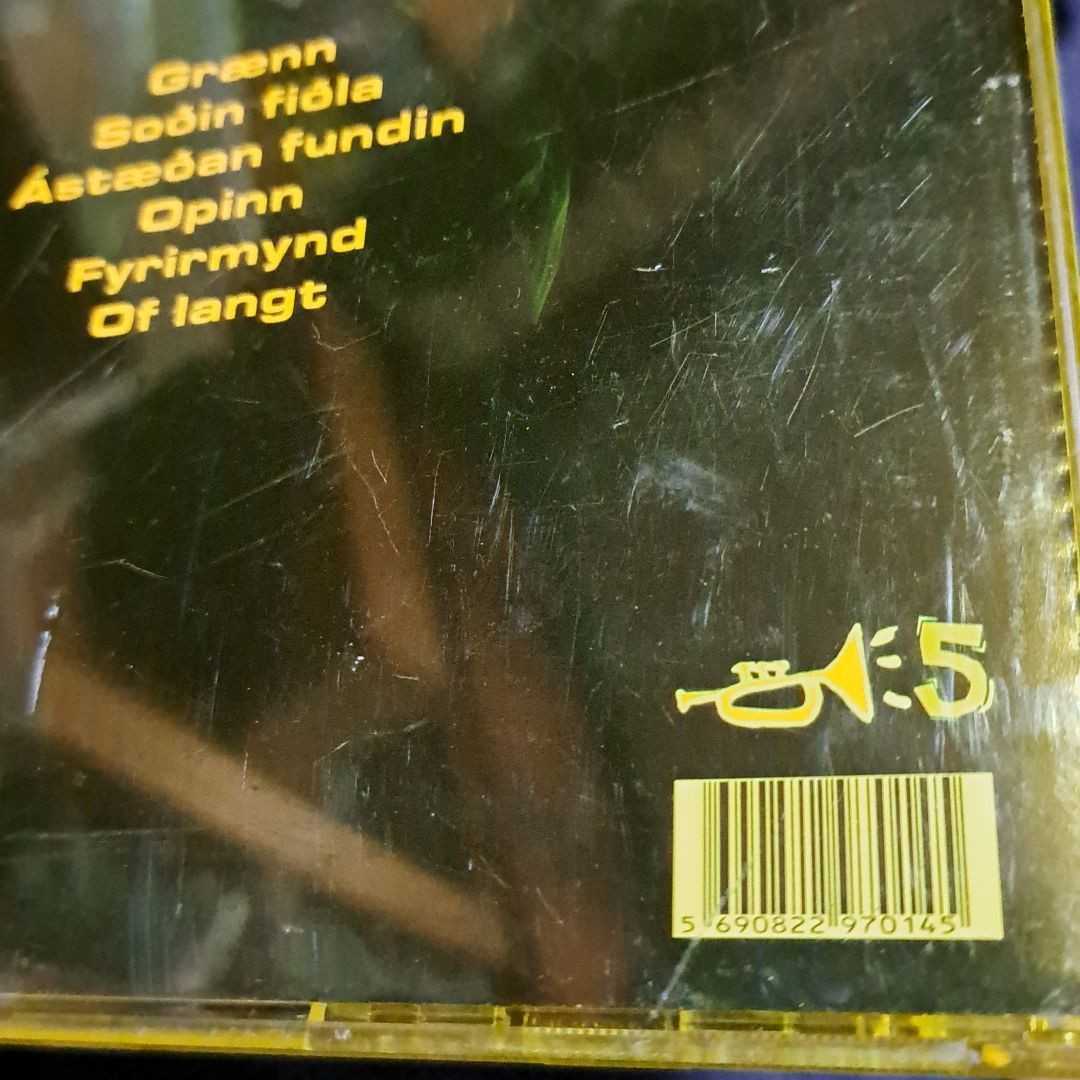 Grænn
Soðin fiðla
Ástæðan fundin
Opinn
Fyrirmynd
Of langt
5
5 690822 970145